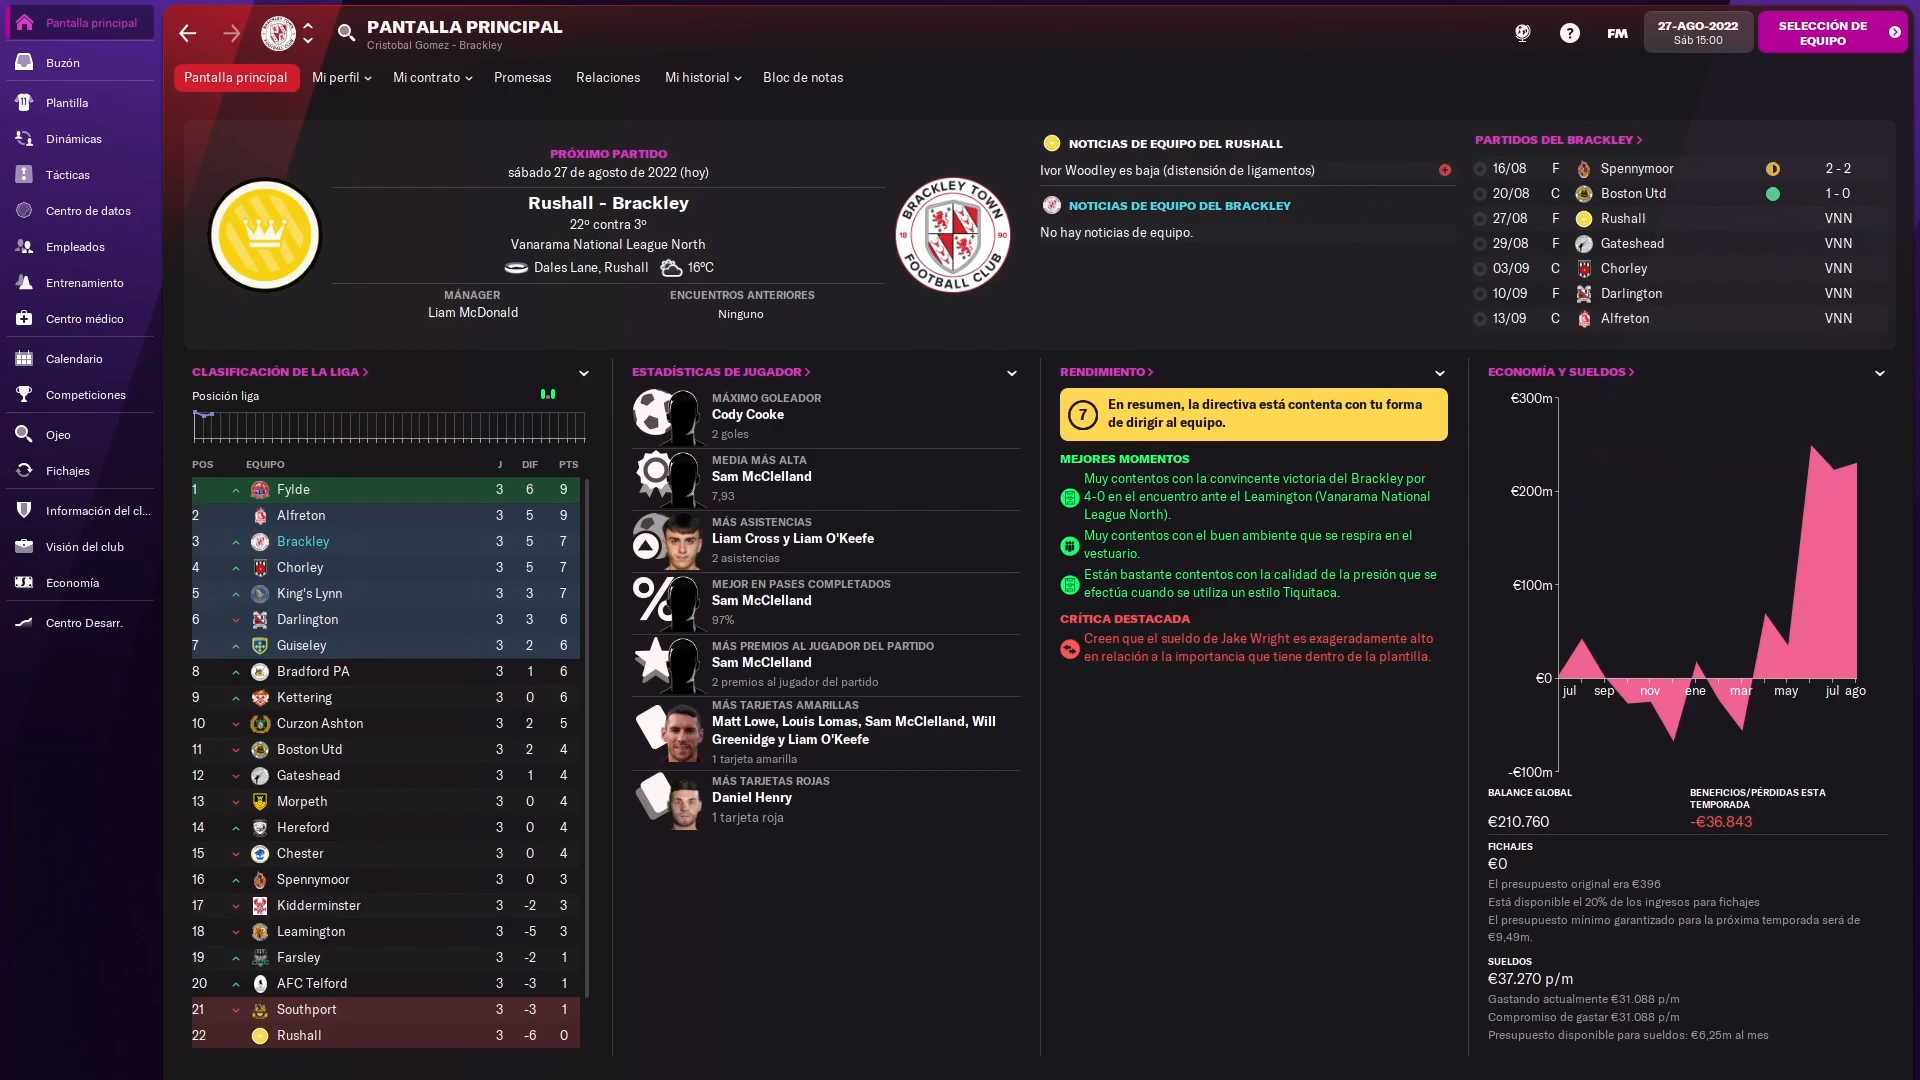 Pantalla principal
Buzón
Plantilla
Dinámicas
Tácticas
Centro de datos
Empleados
Entrenamiento
Centro médico
Calendario
Competiciones
Ojeo
Fichajes
Información del cl...
Visión del club
Economía
Centro Desarr.
PANTALLA PRINCIPAL
Cristobal Gomez - Brackley
FM
27-AGO-2022
Sáb 15:00
SELECCIÓN DE EQUIPO
Pantalla principal
Mi perfil
Mi contrato
Promesas
Relaciones
Mi historial
Bloc de notas
PRÓXIMO PARTIDO
sábado 27 de agosto de 2022 (hoy)
Rushall - Brackley
22º contra 3º
Vanarama National League North
Dales Lane, Rushall 16ºC
MÁNAGER
Liam McDonald
ENCUENTROS ANTERIORES
Ninguno
BRACKLEY TOWN
18 90
FOOTBALL CLUB
NOTICIAS DE EQUIPO DEL RUSHALL
Ivor Woodley es baja (distensión de ligamentos)
NOTICIAS DE EQUIPO DEL BRACKLEY
No hay noticias de equipo.
PARTIDOS DEL BRACKLEY
16/08 F Spennymoor 2 - 2
20/08 C Boston Utd 1 - 0
27/08 F Rushall VNN
29/08 F Gateshead VNN
03/09 C Chorley VNN
10/09 F Darlington VNN
13/09 C Alfreton VNN
CLASIFICACIÓN DE LA LIGA
Posición liga
POS EQUIPO J DIF PTS
1 Fylde 3 6 9
2 Alfreton 3 5 9
3 Brackley 3 5 7
4 Chorley 3 5 7
5 King's Lynn 3 3 7
6 Darlington 3 3 6
7 Guiseley 3 2 6
8 Bradford PA 3 1 6
9 Kettering 3 0 6
10 Curzon Ashton 3 2 5
11 Boston Utd 3 2 4
12 Gateshead 3 1 4
13 Morpeth 3 0 4
14 Hereford 3 0 4
15 Chester 3 0 4
16 Spennymoor 3 0 3
17 Kidderminster 3 -2 3
18 Leamington 3 -5 3
19 Farsley 3 -2 1
20 AFC Telford 3 -3 1
21 Southport 3 -3 1
22 Rushall 3 -6 0
ESTADÍSTICAS DE JUGADOR
MÁXIMO GOLEADOR
Cody Cooke
2 goles
MEDIA MÁS ALTA
Sam McClelland
7,93
MÁS ASISTENCIAS
Liam Cross y Liam O'Keefe
2 asistencias
MEJOR EN PASES COMPLETADOS
Sam McClelland
97%
MÁS PREMIOS AL JUGADOR DEL PARTIDO
Sam McClelland
2 premios al jugador del partido
MÁS TARJETAS AMARILLAS
Matt Lowe, Louis Lomas, Sam McClelland, Will
Greenidge y Liam O'Keefe
1 tarjeta amarilla
MÁS TARJETAS ROJAS
Daniel Henry
1 tarjeta roja
RENDIMIENTO
7
En resumen, la directiva está contenta con tu forma
de dirigir al equipo.
MEJORES MOMENTOS
Muy contentos con la convincente victoria del Brackley por
4-0 en el encuentro ante el Leamington (Vanarama National
League North).
Muy contentos con el buen ambiente que se respira en el
vestuario.
Están bastante contentos con la calidad de la presión que se
efectúa cuando se utiliza un estilo Tiquitaca.
CRÍTICA DESTACADA
Creen que el sueldo de Jake Wright es exageradamente alto
en relación a la importancia que tiene dentro de la plantilla.
ECONOMÍA Y SUELDOS
€300m
€200m
€100m
€0
-€100m
jul sep nov ene mar may jul ago
BALANCE GLOBAL
€210.760
BENEFICIOS/PÉRDIDAS ESTA
TEMPORADA
-€36.843
FICHAJES
€0
El presupuesto original era €396
Está disponible el 20% de los ingresos para fichajes
El presupuesto mínimo garantizado para la próxima temporada será de
€9,49m.
SUELDOS
€37.270 p/m
Gastando actualmente €31.088 p/m
Compromiso de gastar €31.088 p/m
Presupuesto disponible para sueldos: €6,25m al mes